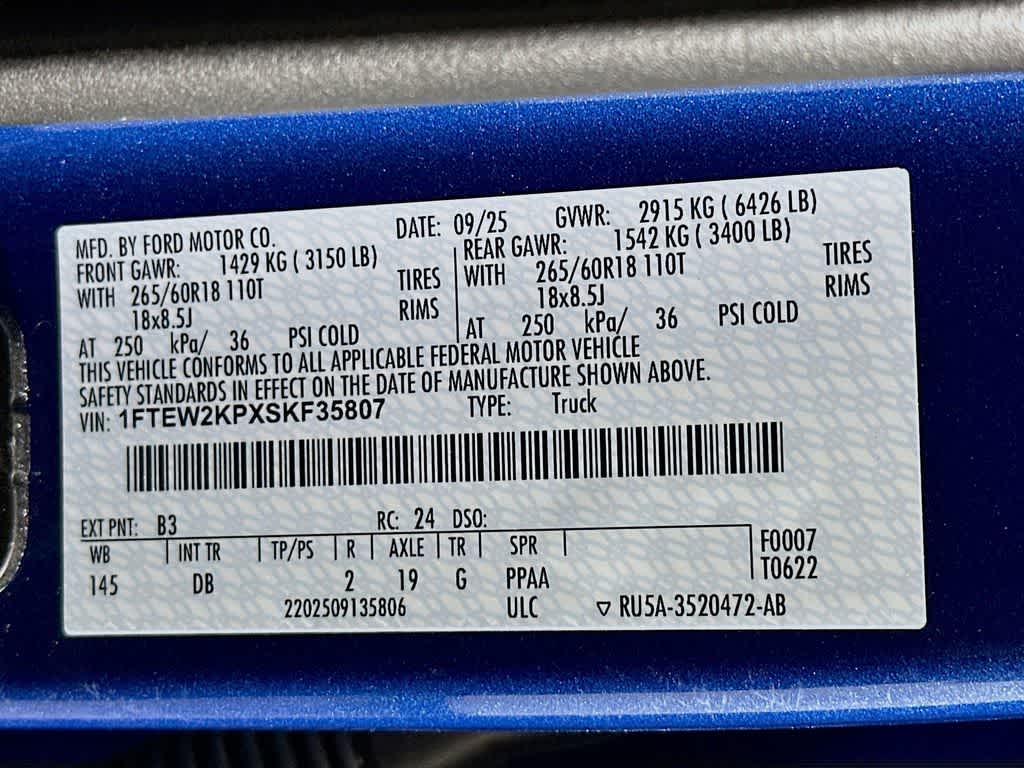 MFD. BY FORD MOTOR CO. DATE: 09/25 GVWR: 2915 KG ( 6426 LB)
FRONT GAWR: 1429 KG ( 3150 LB) REAR GAWR: 1542 KG ( 3400 LB)
WITH 265/60R18 110T TIRES WITH 265/60R18 110T TIRES
18x8.5J RIMS 18x8.5J RIMS
AT 250 kPa/ 36 PSI COLD AT 250 kPa/ 36 PSI COLD
THIS VEHICLE CONFORMS TO ALL APPLICABLE FEDERAL MOTOR VEHICLE
SAFETY STANDARDS IN EFFECT ON THE DATE OF MANUFACTURE SHOWN ABOVE.
VIN: 1FTEW2KPXSKF35807 TYPE: Truck
EXT PNT: B3 RC: 24 DSO:
WB INT TR TP/PS R AXLE TR SPR F0007
145 DB 2 19 G PPAA T0622
2202509135806 ULC ▽ RU5A-3520472-AB